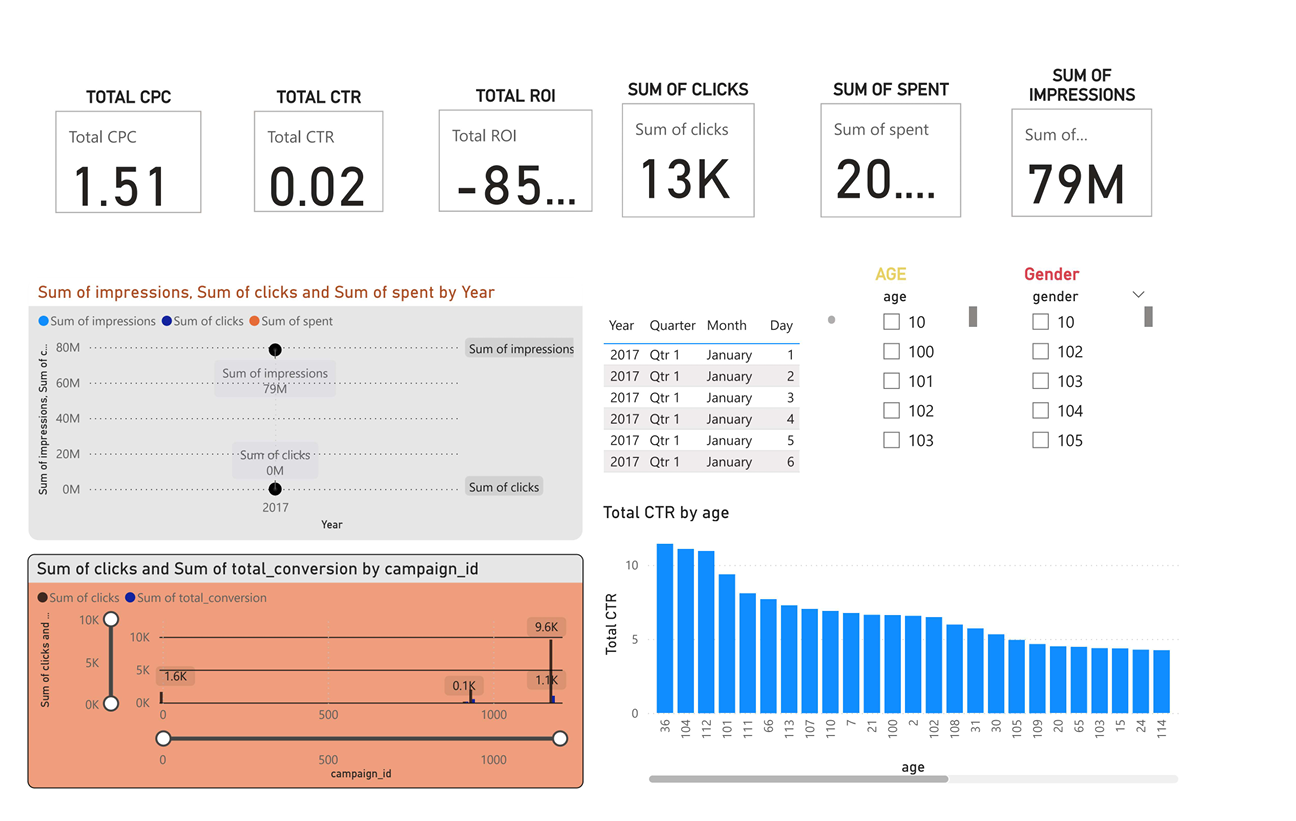 TOTAL CPC
Total CPC
1.51
TOTAL CTR
Total CTR
0.02
TOTAL ROI
Total ROI
-85...
SUM OF CLICKS
Sum of clicks
13K
SUM OF SPENT
Sum of spent
20....
SUM OF
IMPRESSIONS
Sum of...
79M
Sum of impressions, Sum of clicks and Sum of spent by Year
Sum of impressions Sum of clicks Sum of spent
Sum of impressions, Sum of c...
80M
60M
40M
20M
0M
Sum of impressions
79M
Sum of clicks
0M
Sum of impressions
Sum of clicks
2017
Year
Year Quarter Month Day
2017 Qtr 1 January 1
2017 Qtr 1 January 2
2017 Qtr 1 January 3
2017 Qtr 1 January 4
2017 Qtr 1 January 5
2017 Qtr 1 January 6
AGE
age
10
100
101
102
103
Gender
gender
10
102
103
104
105
Sum of clicks and Sum of total_conversion by campaign_id
Sum of clicks Sum of total_conversion
Sum of clicks and ...
10K
5K
0K
10K
5K
0K
1.6K
0.1K
9.6K
1.1K
0 500 1000
0 500 1000
campaign_id
Total CTR by age
Total CTR
10
5
0
36 104 112 101 111 66 113 107 110 7 21 100 2 102 108 31 30 105 109 20 65 103 15 24 114
age